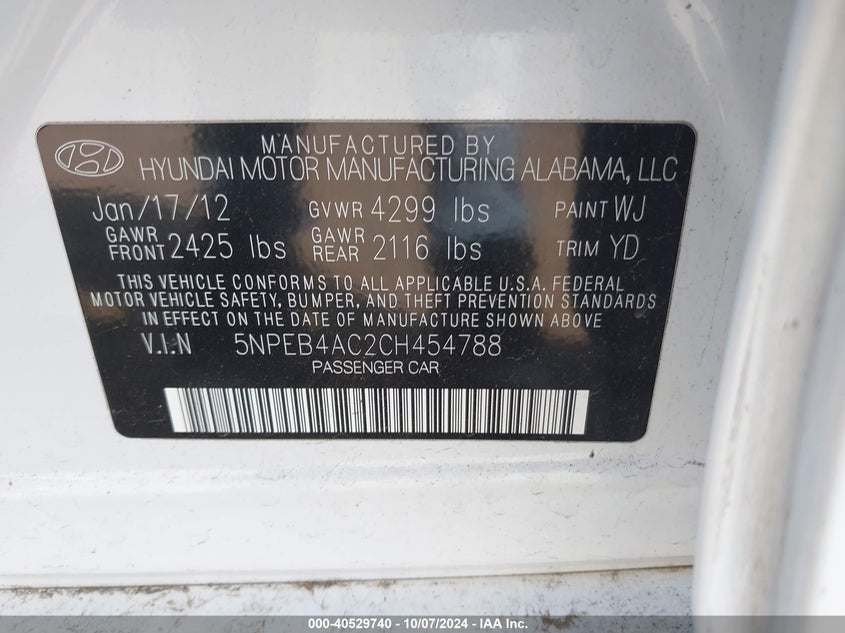 MANUFACTURED BY
HYUNDAI MOTOR MANUFACTURING ALABAMA, LLC
Jan/17/12 GVWR 4299 lbs PAINT WJ
GAWR FRONT 2425 lbs GAWR REAR 2116 lbs TRIM YD
THIS VEHICLE CONFORMS TO ALL APPLICABLE U.S.A. FEDERAL
MOTOR VEHICLE SAFETY, BUMPER, AND THEFT PREVENTION STANDARDS
IN EFFECT ON THE DATE OF MANUFACTURE SHOWN ABOVE
V.I.N 5NPEB4AC2CH454788
PASSENGER CAR
000-40529740 - 10/07/2024 - IAA Inc.